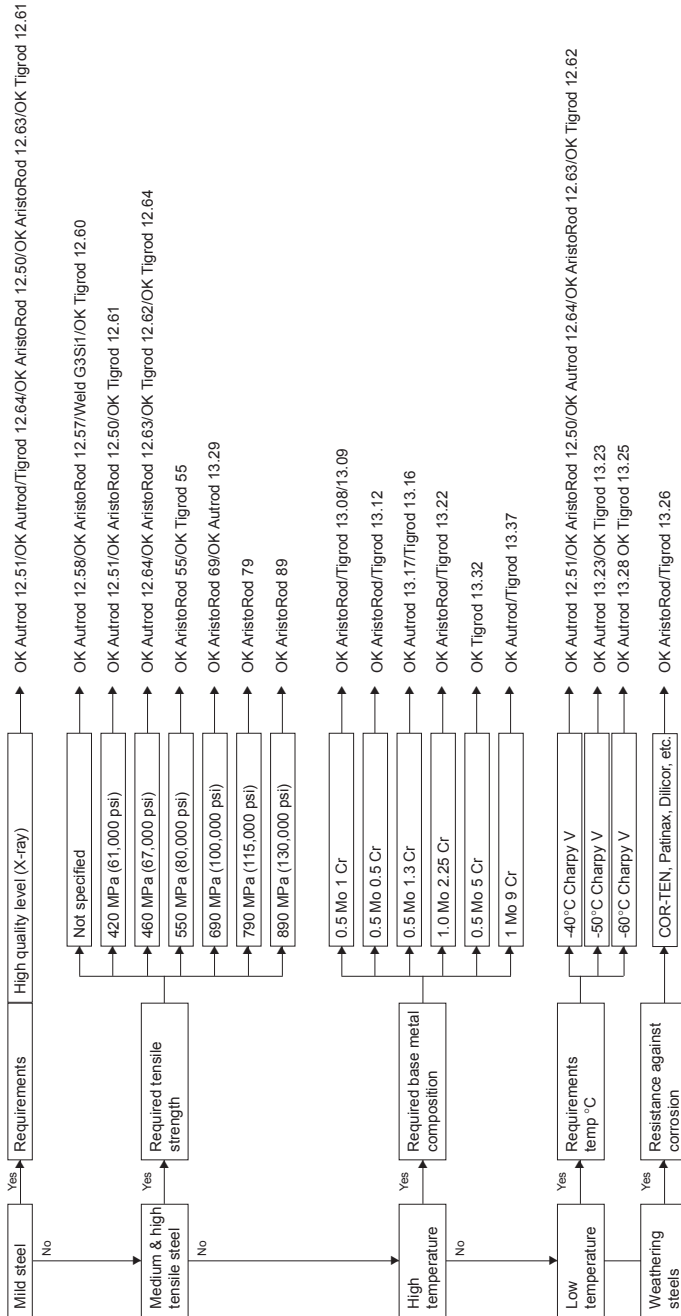 Mild steel
Yes
Requirements
High quality level (X-ray)
OK Autrod 12.51/OK Autrod/Tigrod 12.64/OK AristoRod 12.50/OK AristoRod 12.63/OK Tigrod 12.61
No
Medium & high
tensile steel
Yes
Required tensile
strength
Not specified
OK Autrod 12.58/OK AristoRod 12.57/Weld G3Si1/OK Tigrod 12.60
420 MPa (61,000 psi)
OK Autrod 12.51/OK AristoRod 12.50/OK Tigrod 12.61
460 MPa (67,000 psi)
OK Autrod 12.64/OK AristoRod 12.63/OK Tigrod 12.62/OK Tigrod 12.64
550 MPa (80,000 psi)
OK AristoRod 55/OK Tigrod 55
690 MPa (100,000 psi)
OK AristoRod 69/OK Autrod 13.29
790 MPa (115,000 psi)
OK AristoRod 79
890 MPa (130,000 psi)
OK AristoRod 89
No
High
temperature
Yes
Required base metal
composition
0.5 Mo 1 Cr
OK AristoRod/Tigrod 13.08/13.09
0.5 Mo 0.5 Cr
OK AristoRod/Tigrod 13.12
0.5 Mo 1.3 Cr
OK Autrod 13.17/Tigrod 13.16
1.0 Mo 2.25 Cr
OK AristoRod/Tigrod 13.22
0.5 Mo 5 Cr
OK Tigrod 13.32
1 Mo 9 Cr
OK Autrod/Tigrod 13.37
No
Low
temperature
Yes
Requirements
temp °C
-40°C Charpy V
OK Autrod 12.51/OK AristoRod 12.50/OK Autrod 12.64/OK AristoRod 12.63/OK Tigrod 12.62
-50°C Charpy V
OK Autrod 13.23/OK Tigrod 13.23
-60°C Charpy V
OK Autrod 13.28 OK Tigrod 13.25
Weathering
steels
Yes
Resistance against
corrosion
COR-TEN, Patinax, Dilicor, etc.
OK AristoRod/Tigrod 13.26